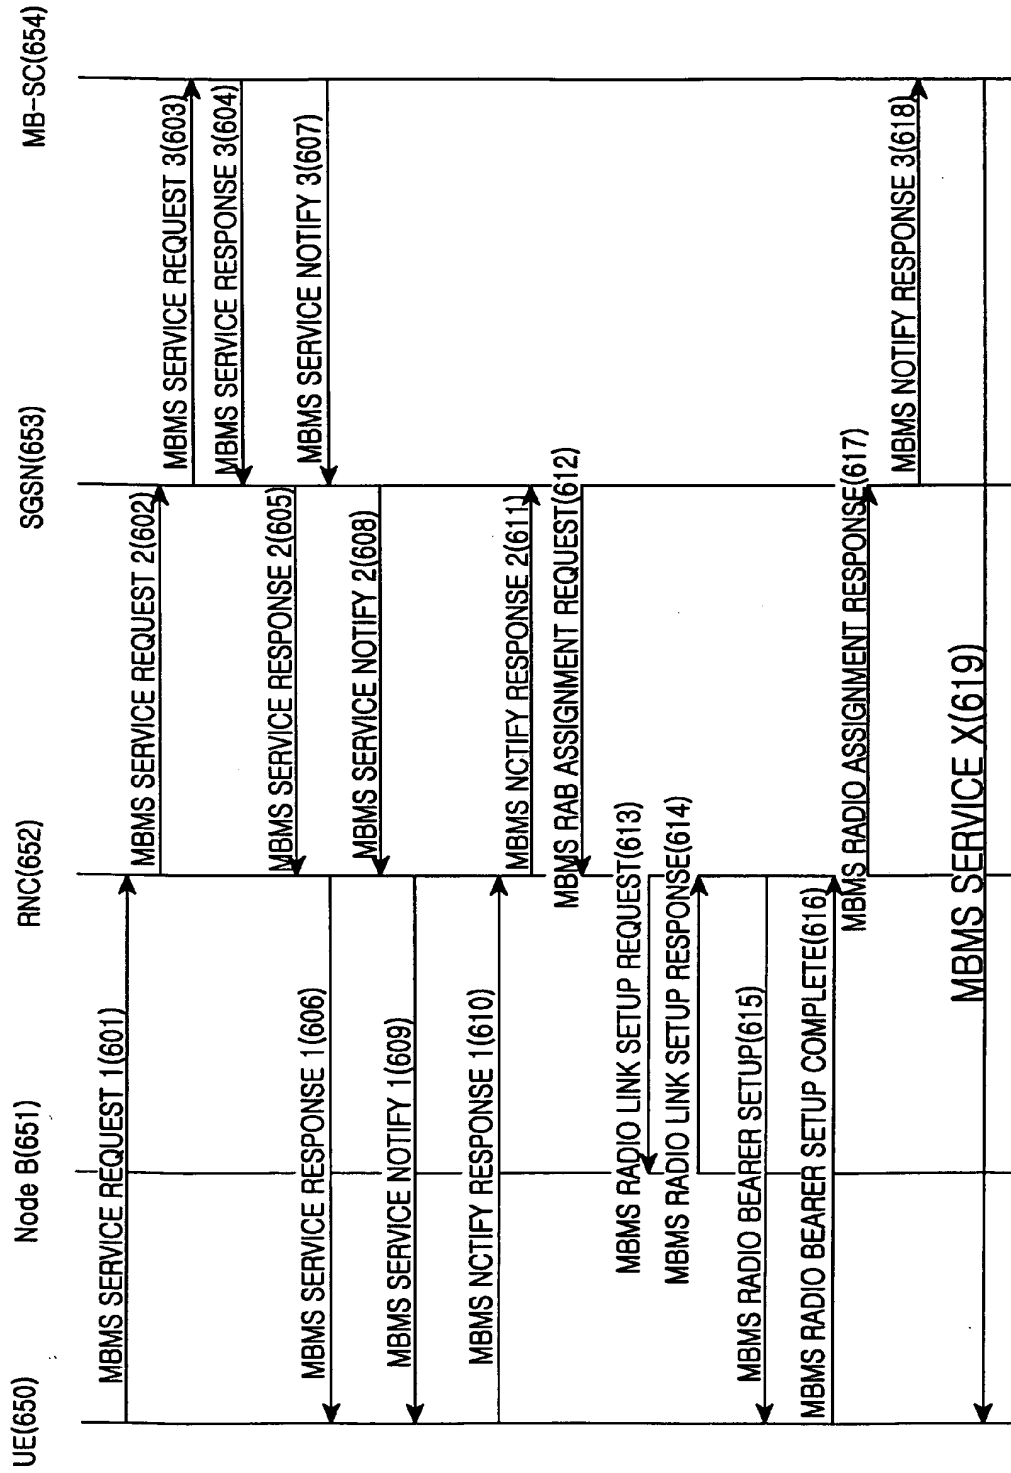 UE(650)
Node B(651)
RNC(652)
SGSN(653)
MB-SC(654)
MBMS SERVICE REQUEST 1(601)
MBMS SERVICE REQUEST 2(602)
MBMS SERVICE REQUEST 3(603)
MBMS SERVICE RESPONSE 3(604)
MBMS SERVICE RESPONSE 2(605)
MBMS SERVICE RESPONSE 1(606)
MBMS SERVICE NOTIFY 3(607)
MBMS SERVICE NOTIFY 2(608)
MBMS SERVICE NOTIFY 1(609)
MBMS NCTIFY RESPONSE 1(610)
MBMS NCTIFY RESPONSE 2(611)
MBMS RAB ASSIGNMENT REQUEST(612)
MBMS RADIO LINK SETUP REQUEST(613)
MBMS RADIO LINK SETUP RESPONSE(614)
MBMS RADIO BEARER SETUP(615)
MBMS RADIO BEARER SETUP COMPLETE(616)
MBMS RADIO ASSIGNMENT RESPONSE(617)
MBMS NOTIFY RESPONSE 3(618)
MBMS SERVICE X(619)